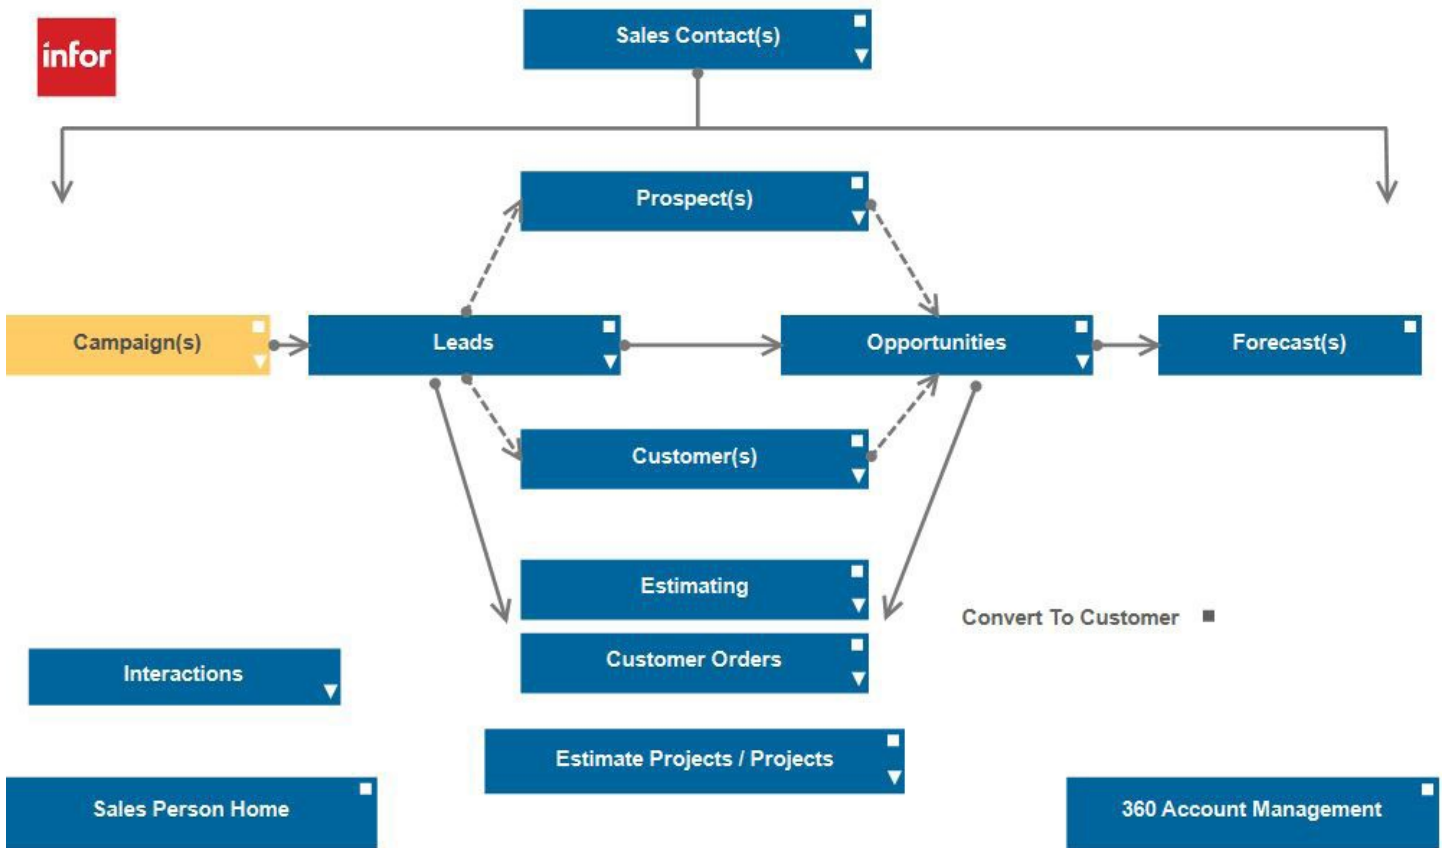 infor
Sales Contact(s)
Prospect(s)
Campaign(s)
Leads
Opportunities
Forecast(s)
Customer(s)
Estimating
Convert To Customer
Customer Orders
Interactions
Estimate Projects / Projects
Sales Person Home
360 Account Management